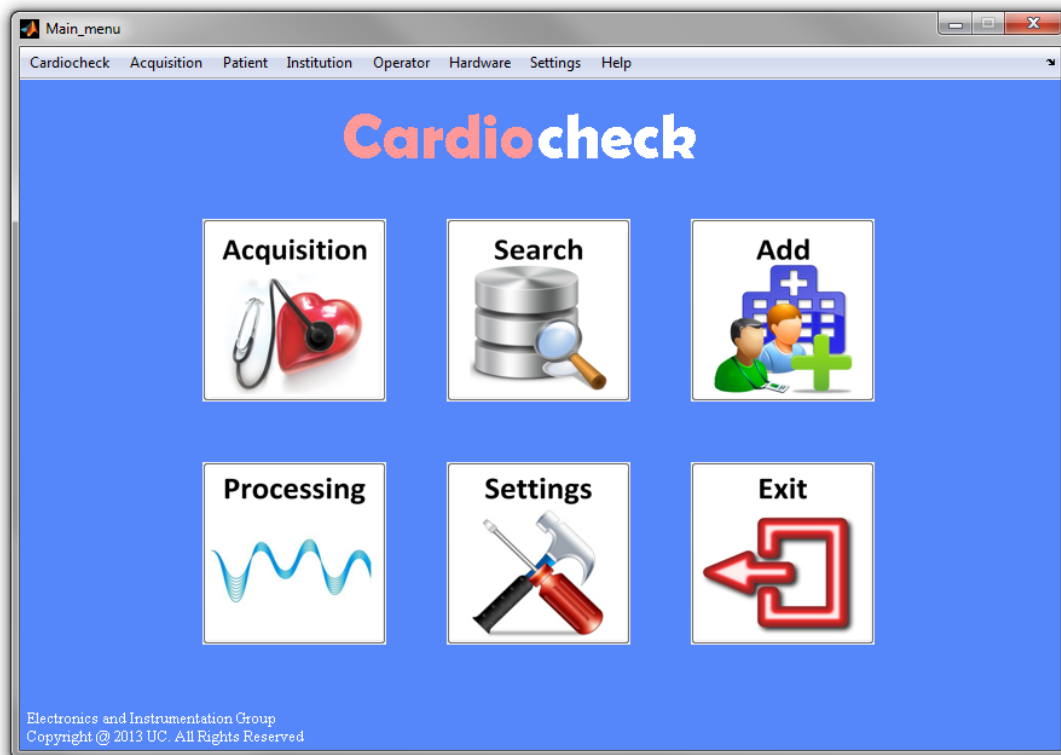 Main_menu
Cardiocheck Acquisition Patient Institution Operator Hardware Settings Help
Cardiocheck
Acquisition Search Add
Processing Settings Exit
Electronics and Instrumentation Group
Copyright @ 2013 UC. All Rights Reserved